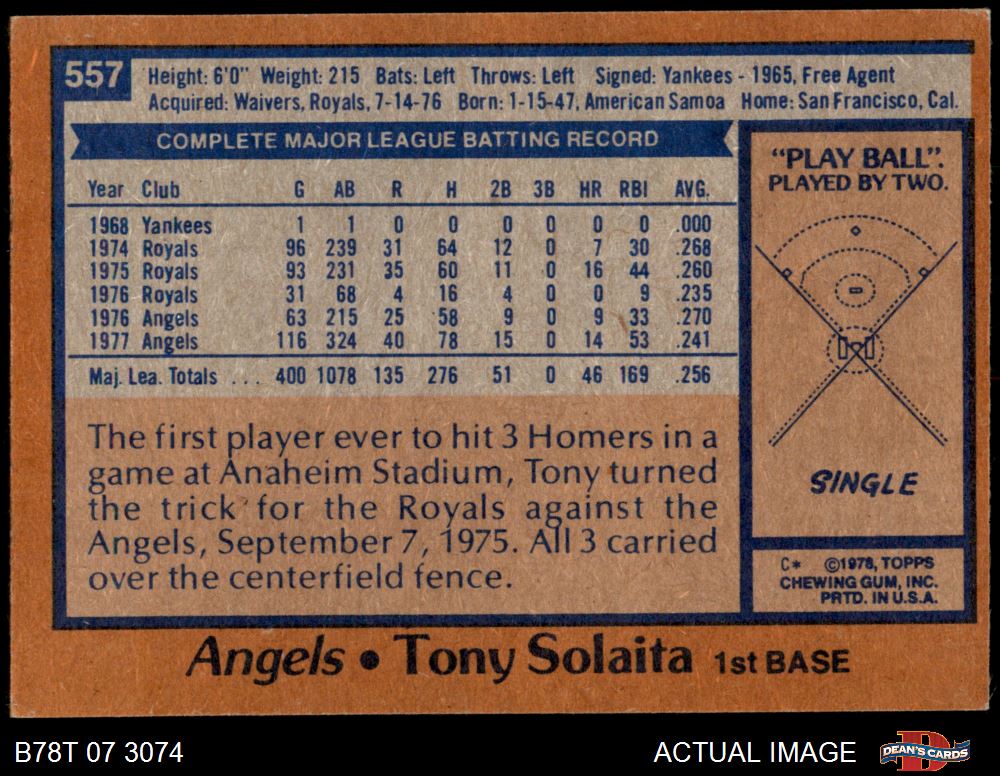 557
Height: 6'0" Weight: 215 Bats: Left Throws: Left Signed: Yankees - 1965, Free Agent
Acquired: Waivers, Royals, 7-14-76 Born: 1-15-47, American Samoa Home: San Francisco, Cal.
COMPLETE MAJOR LEAGUE BATTING RECORD
Year Club G AB R H 2B 3B HR RBI AVG.
1968 Yankees 1 1 0 0 0 0 0 0 .000
1974 Royals 96 239 31 64 12 0 7 30 .268
1975 Royals 93 231 35 60 11 0 16 44 .260
1976 Royals 31 68 4 16 4 0 0 9 .235
1976 Angels 63 215 25 58 9 0 9 33 .270
1977 Angels 116 324 40 78 15 0 14 53 .241
Maj. Lea. Totals ... 400 1078 135 276 51 0 46 169 .256
The first player ever to hit 3 Homers in a
game at Anaheim Stadium, Tony turned
the trick for the Royals against the
Angels, September 7, 1975. All 3 carried
over the centerfield fence.
"PLAY BALL".
PLAYED BY TWO.
SINGLE
C* ©1978, TOPPS
CHEWING GUM, INC.
PRTD. IN U.S.A.
Angels • Tony Solaita 1st BASE
B78T 07 3074
ACTUAL IMAGE
D
DEAN'S CARDS